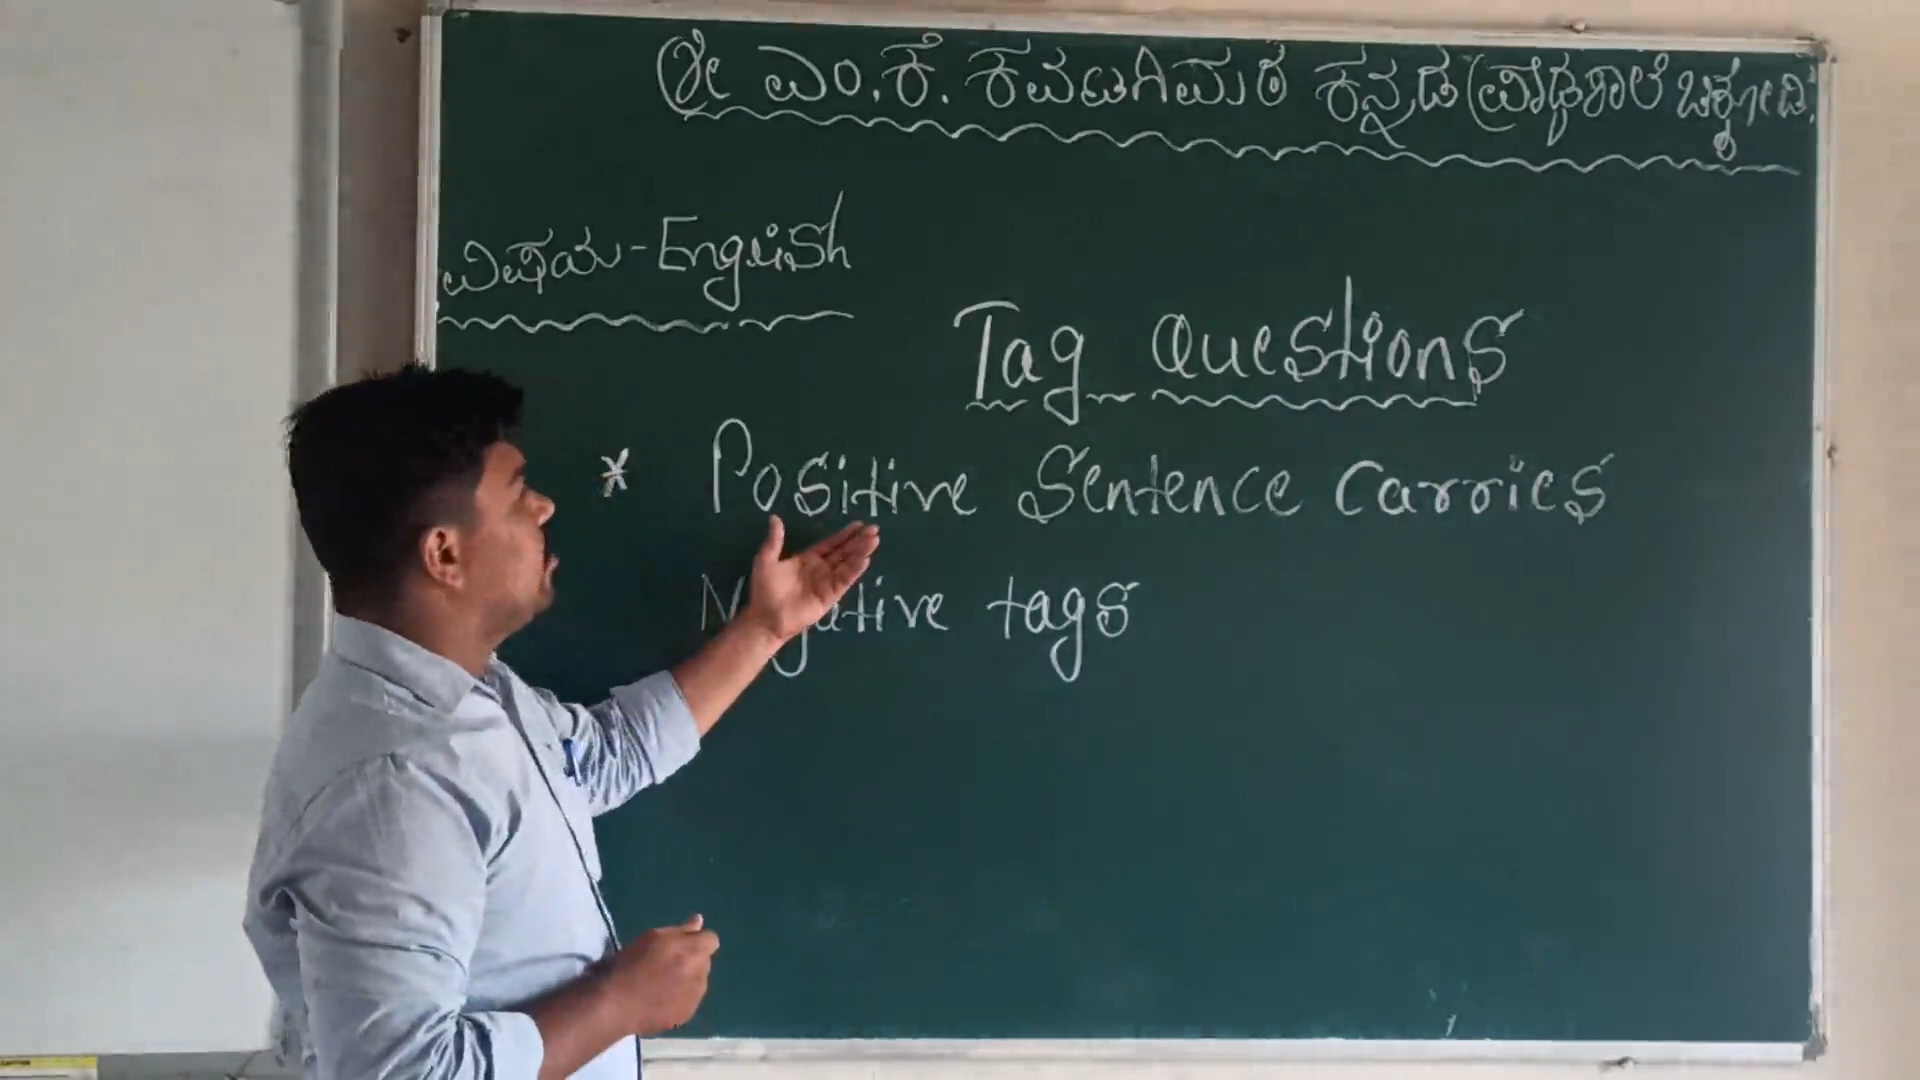 ಶ್ರೀ ಎಂ.ಕೆ. ಕವಟಗಿಮಠ ಕನ್ನಡ ಪ್ರಾಢಶಾಲೆ ಚಿಕ್ಕೋಡಿ.
ವಿಷಯ-English
Tag Questions
* Positive Sentence Carries
Negative tags